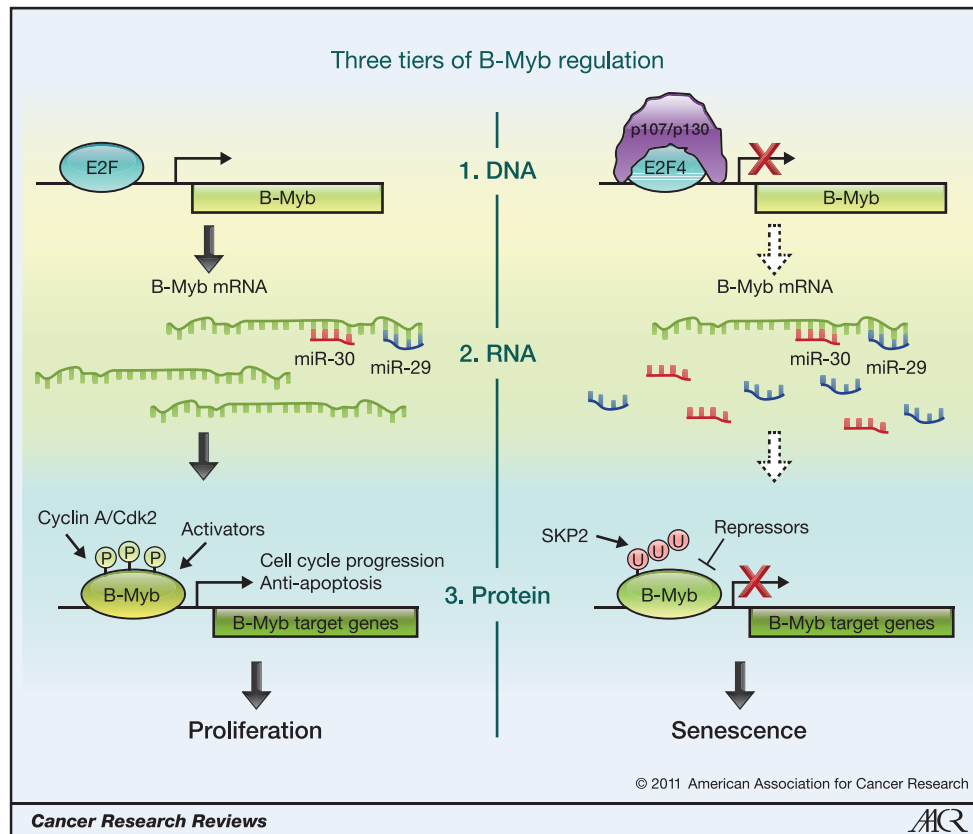 Three tiers of B-Myb regulation
E2F
B-Myb
1. DNA
p107/p130
E2F4
X
B-Myb
B-Myb mRNA
miR-30
miR-29
2. RNA
B-Myb mRNA
miR-30
miR-29
Cyclin A/Cdk2
Activators
P P P
B-Myb
Cell cycle progression
Anti-apoptosis
B-Myb target genes
3. Protein
SKP2
Repressors
U U U
B-Myb
X
B-Myb target genes
Proliferation
Senescence
© 2011 American Association for Cancer Research
Cancer Research Reviews
AACR